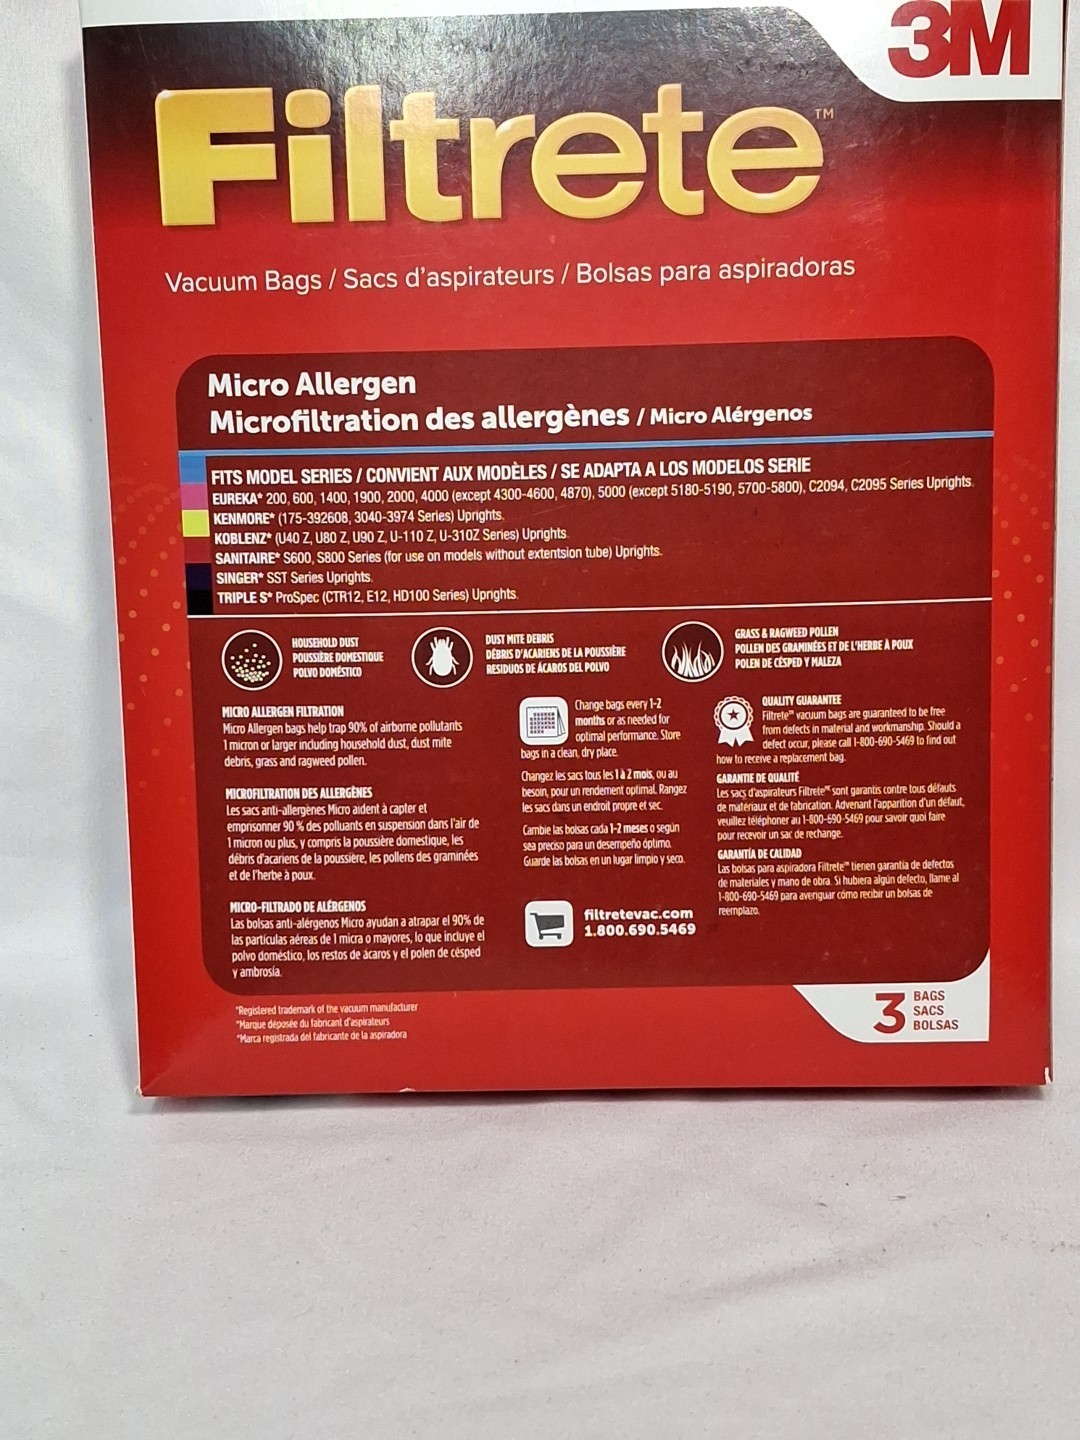 3M
Filtrete™
Vacuum Bags / Sacs d'aspirateurs / Bolsas para aspiradoras
Micro Allergen
Microfiltration des allergènes / Micro Alérgenos
FITS MODEL SERIES / CONVIENT AUX MODÈLES / SE ADAPTA A LOS MODELOS SERIE
EUREKA* 200, 600, 1400, 1900, 2000, 4000 (except 4300-4600, 4870), 5000 (except 5180-5190, 5700-5800), C2094, C2095 Series Uprights.
KENMORE* (175-392608, 3040-3974 Series) Uprights.
KOBLENZ* (U40 Z, U80 Z, U90 Z, U-110 Z, U-310Z Series) Uprights.
SANITAIRE* S600, S800 Series (for use on models without extentsion tube) Uprights.
SINGER* SST Series Uprights.
TRIPLE S* ProSpec (CTR12, E12, HD100 Series) Uprights.
HOUSEHOLD DUST
POUSSIÈRE DOMESTIQUE
POLVO DOMÉSTICO
DUST MITE DEBRIS
DÉBRIS D'ACARIENS DE LA POUSSIÈRE
RESIDUOS DE ÁCAROS DEL POLVO
GRASS & RAGWEED POLLEN
POLLEN DES GRAMINÉES ET DE L'HERBE À POUX
POLEN DE CÉSPED Y MALEZA
MICRO ALLERGEN FILTRATION
Micro Allergen bags help trap 90% of airborne pollutants
1 micron or larger including household dust, dust mite
debris, grass and ragweed pollen.
MICROFILTRATION DES ALLERGÈNES
Les sacs anti-allergènes Micro aident à capter et
emprisonner 90 % des polluants en suspension dans l'air de
1 micron ou plus, y compris la poussière domestique, les
débris d'acariens de la poussière, les pollens des graminées
et de l'herbe à poux.
MICRO-FILTRADO DE ALÉRGENOS
Las bolsas anti-alérgenos Micro ayudan a atrapar el 90% de
las partículas aéreas de 1 micra o mayores, lo que incluye el
polvo doméstico, los restos de ácaros y el polen de césped
y ambrosía.
Change bags every 1-2
months or as needed for
optimal performance. Store
bags in a clean, dry place.
Changez les sacs tous les 1 à 2 mois, ou au
besoin, pour un rendement optimal. Rangez
les sacs dans un endroit propre et sec.
Cambie las bolsas cada 1-2 meses o según
sea preciso para un desempeño óptimo.
Guarde las bolsas en un lugar limpio y seco.
filtretevac.com
1.800.690.5469
QUALITY GUARANTEE
Filtrete™ vacuum bags are guaranteed to be free
from defects in material and workmanship. Should a
defect occur, please call 1-800-690-5469 to find out
how to receive a replacement bag.
GARANTIE DE QUALITÉ
Les sacs d'aspirateurs Filtrete™ sont garantis contre tous défauts
de matériaux et de fabrication. Advenant l'apparition d'un défaut,
veuillez téléphoner au 1-800-690-5469 pour savoir quoi faire
pour recevoir un sac de rechange.
GARANTÍA DE CALIDAD
Las bolsas para aspiradora Filtrete™ tienen garantía de defectos
de materiales y mano de obra. Si hubiera algún defecto, llame al
1-800-690-5469 para averiguar cómo recibir un bolsas de
reemplazo.
*Registered trademark of the vacuum manufacturer
*Marque déposée du fabricant d'aspirateurs
*Marca registrada del fabricante de la aspiradora
3 BAGS
SACS
BOLSAS